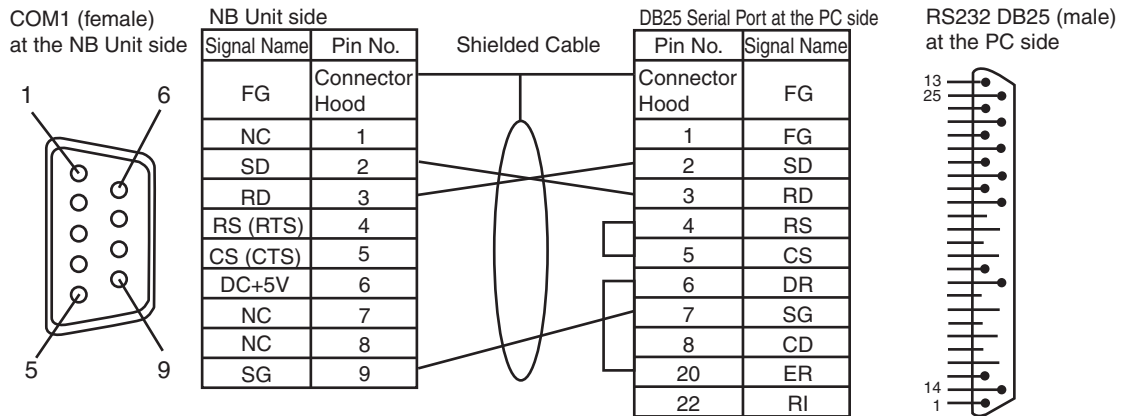 COM1 (female)
at the NB Unit side
1
6
5
9
NB Unit side
Signal Name Pin No.
FG Connector Hood
NC 1
SD 2
RD 3
RS (RTS) 4
CS (CTS) 5
DC+5V 6
NC 7
NC 8
SG 9
Shielded Cable
DB25 Serial Port at the PC side
Pin No. Signal Name
Connector Hood FG
1 FG
2 SD
3 RD
4 RS
5 CS
6 DR
7 SG
8 CD
20 ER
22 RI
RS232 DB25 (male)
at the PC side
13
25
14
1